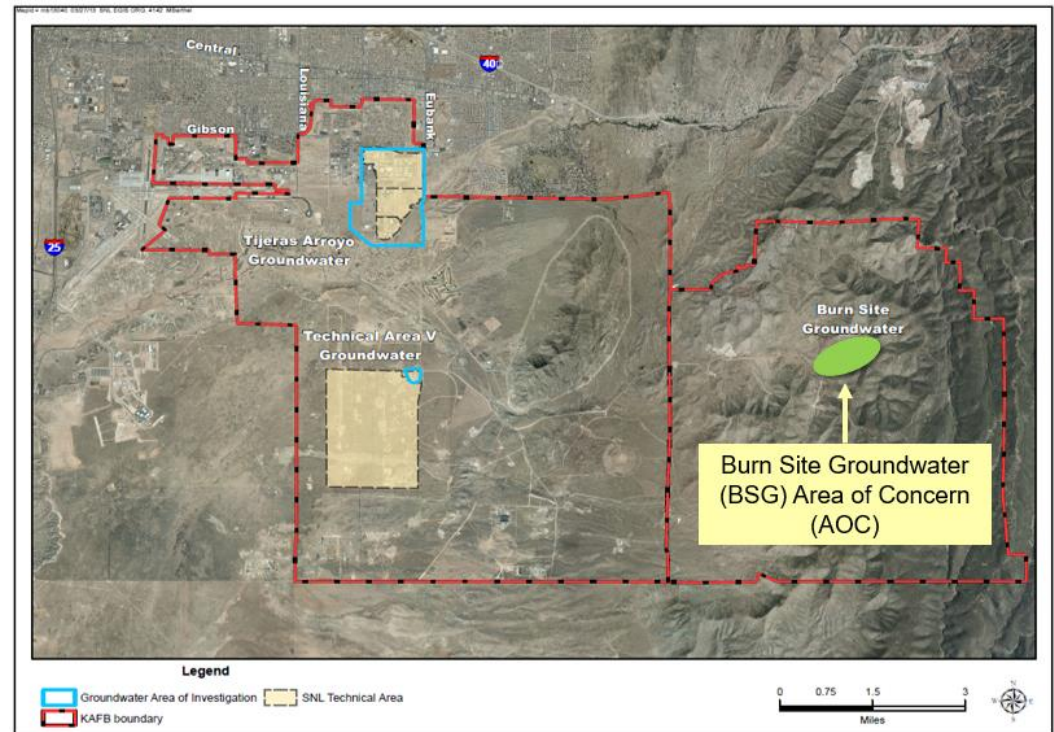 Central
40
Louisiana
Eubank
Gibson
25
Tijeras Arroyo
Groundwater
Technical Area V
Groundwater
Burn Site
Groundwater
Burn Site Groundwater
(BSG) Area of Concern
(AOC)
Legend
Groundwater Area of Investigation
SNL Technical Area
KAFB boundary
0 0.75 1.5 3
Miles
N
W
E
S